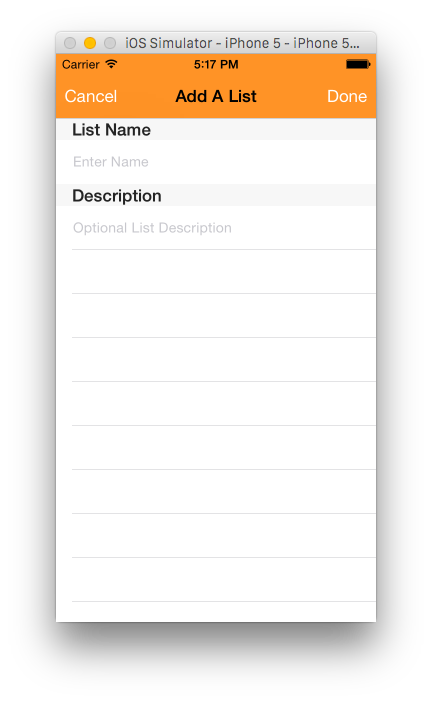 iOS Simulator - iPhone 5 - iPhone 5...
Carrier 5:17 PM
Cancel Add A List Done
List Name
Enter Name
Description
Optional List Description